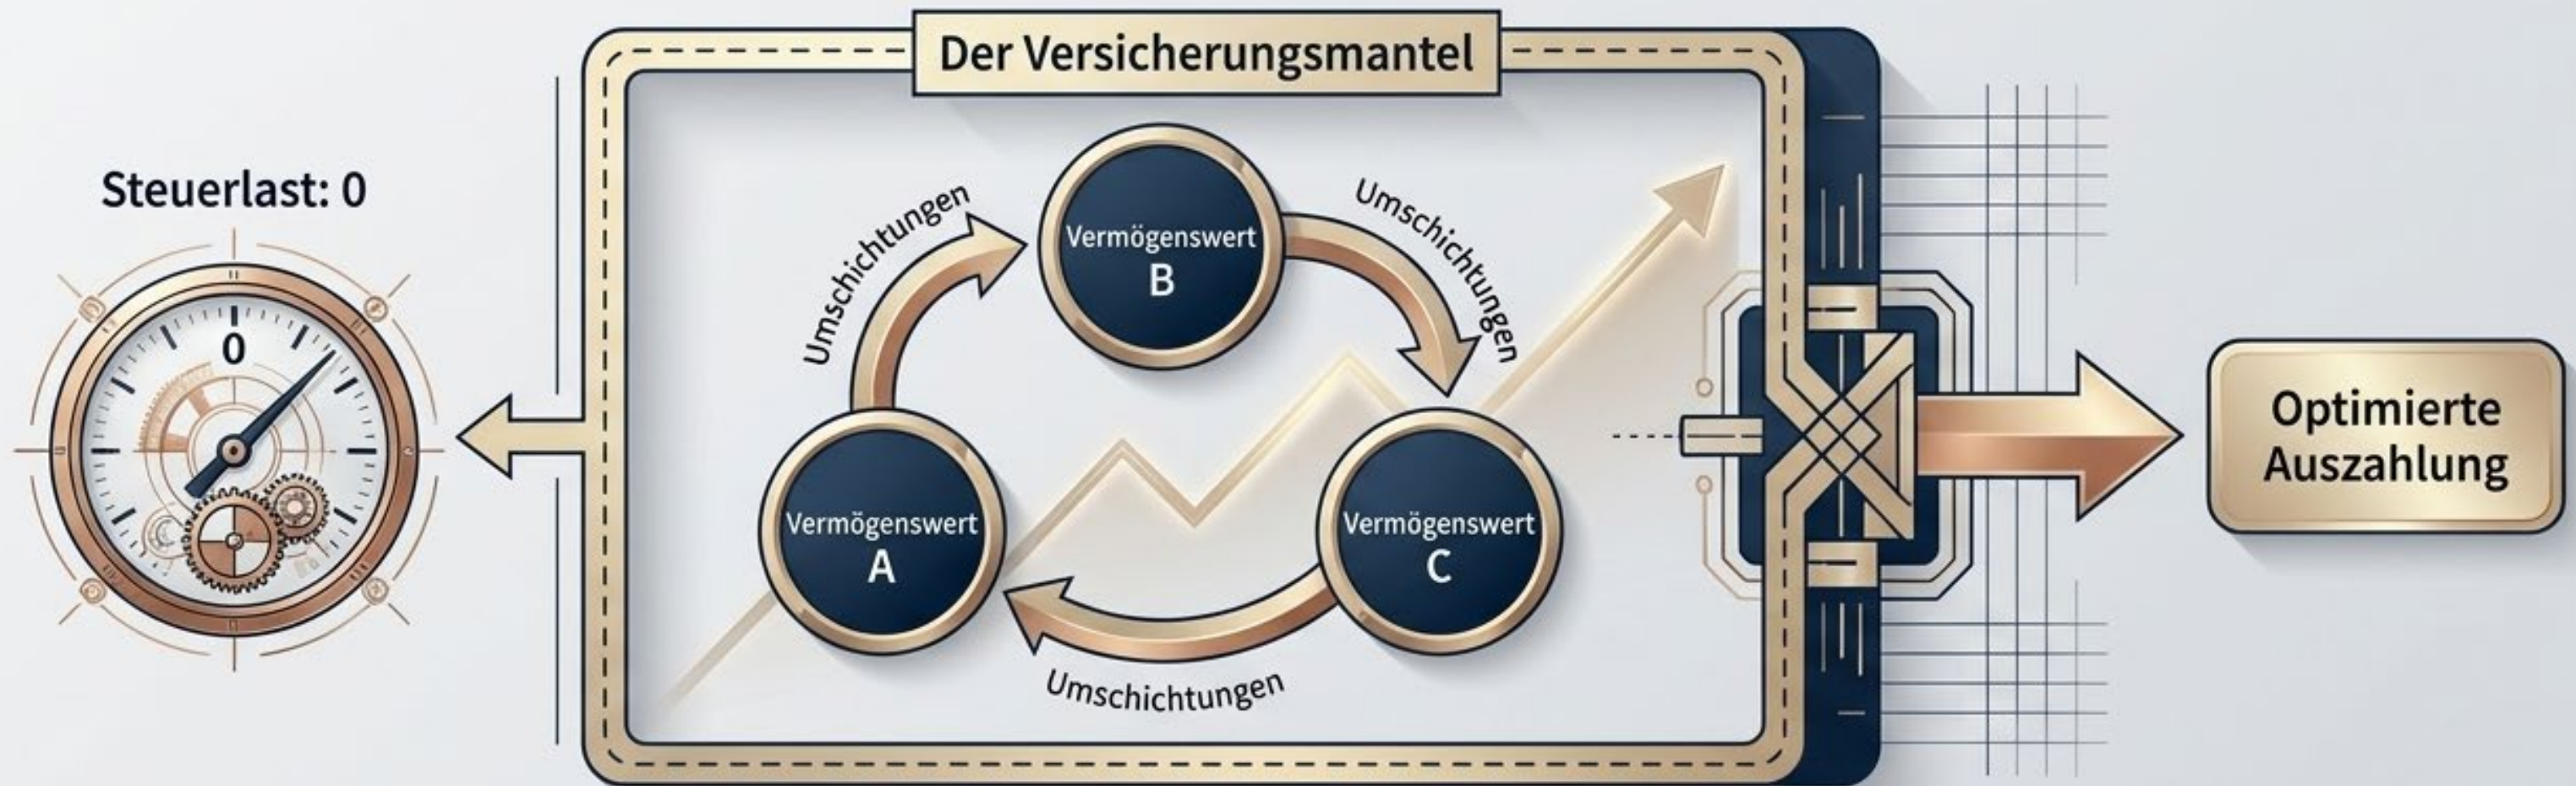 Der Versicherungsmantel
Steuerlast: 0
0
Umschichtungen
Vermögenswert
B
Umschichtungen
Vermögenswert
A
Vermögenswert
C
Umschichtungen
Optimierte
Auszahlung